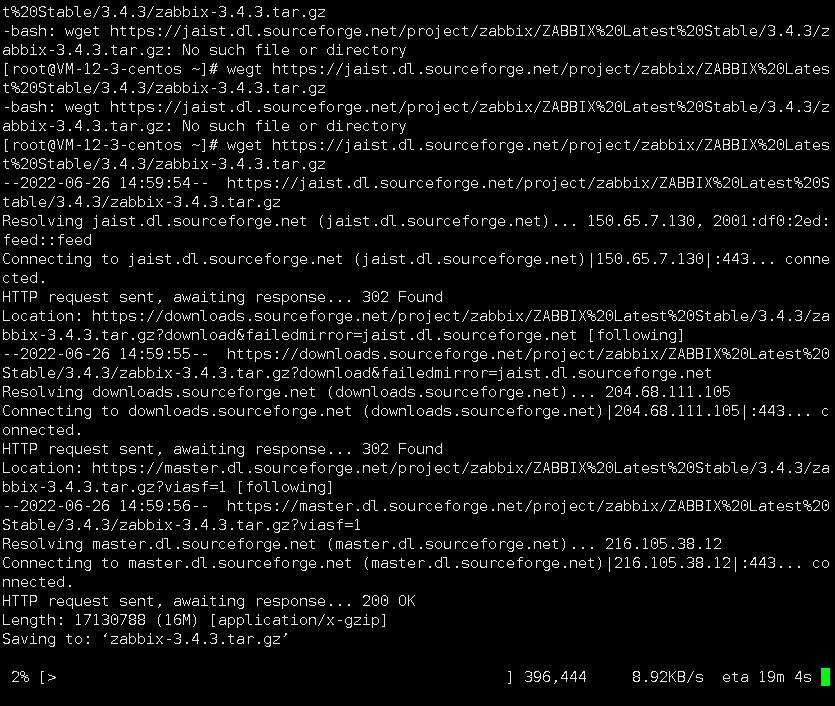 t%20Stable/3.4.3/zabbix-3.4.3.tar.gz
-bash: wget https://jaist.dl.sourceforge.net/project/zabbix/ZABBIX%20Latest%20Stable/3.4.3/z
abbix-3.4.3.tar.gz: No such file or directory
[root@VM-12-3-centos ~]# wegt https://jaist.dl.sourceforge.net/project/zabbix/ZABBIX%20Lates
t%20Stable/3.4.3/zabbix-3.4.3.tar.gz
-bash: wegt https://jaist.dl.sourceforge.net/project/zabbix/ZABBIX%20Latest%20Stable/3.4.3/z
abbix-3.4.3.tar.gz: No such file or directory
[root@VM-12-3-centos ~]# wget https://jaist.dl.sourceforge.net/project/zabbix/ZABBIX%20Lates
t%20Stable/3.4.3/zabbix-3.4.3.tar.gz
--2022-06-26 14:59:54--  https://jaist.dl.sourceforge.net/project/zabbix/ZABBIX%20Latest%20S
table/3.4.3/zabbix-3.4.3.tar.gz
Resolving jaist.dl.sourceforge.net (jaist.dl.sourceforge.net)... 150.65.7.130, 2001:df0:2ed:
feed::feed
Connecting to jaist.dl.sourceforge.net (jaist.dl.sourceforge.net)|150.65.7.130|:443... conne
cted.
HTTP request sent, awaiting response... 302 Found
Location: https://downloads.sourceforge.net/project/zabbix/ZABBIX%20Latest%20Stable/3.4.3/za
bbix-3.4.3.tar.gz?download&failedmirror=jaist.dl.sourceforge.net [following]
--2022-06-26 14:59:55--  https://downloads.sourceforge.net/project/zabbix/ZABBIX%20Latest%20
Stable/3.4.3/zabbix-3.4.3.tar.gz?download&failedmirror=jaist.dl.sourceforge.net
Resolving downloads.sourceforge.net (downloads.sourceforge.net)... 204.68.111.105
Connecting to downloads.sourceforge.net (downloads.sourceforge.net)|204.68.111.105|:443... c
onnected.
HTTP request sent, awaiting response... 302 Found
Location: https://master.dl.sourceforge.net/project/zabbix/ZABBIX%20Latest%20Stable/3.4.3/za
bbix-3.4.3.tar.gz?viasf=1 [following]
--2022-06-26 14:59:56--  https://master.dl.sourceforge.net/project/zabbix/ZABBIX%20Latest%20
Stable/3.4.3/zabbix-3.4.3.tar.gz?viasf=1
Resolving master.dl.sourceforge.net (master.dl.sourceforge.net)... 216.105.38.12
Connecting to master.dl.sourceforge.net (master.dl.sourceforge.net)|216.105.38.12|:443... co
nnected.
HTTP request sent, awaiting response... 200 OK
Length: 17130788 (16M) [application/x-gzip]
Saving to: ‘zabbix-3.4.3.tar.gz’
 2% [>                                                  ] 396,444     8.92KB/s  eta 19m 4s